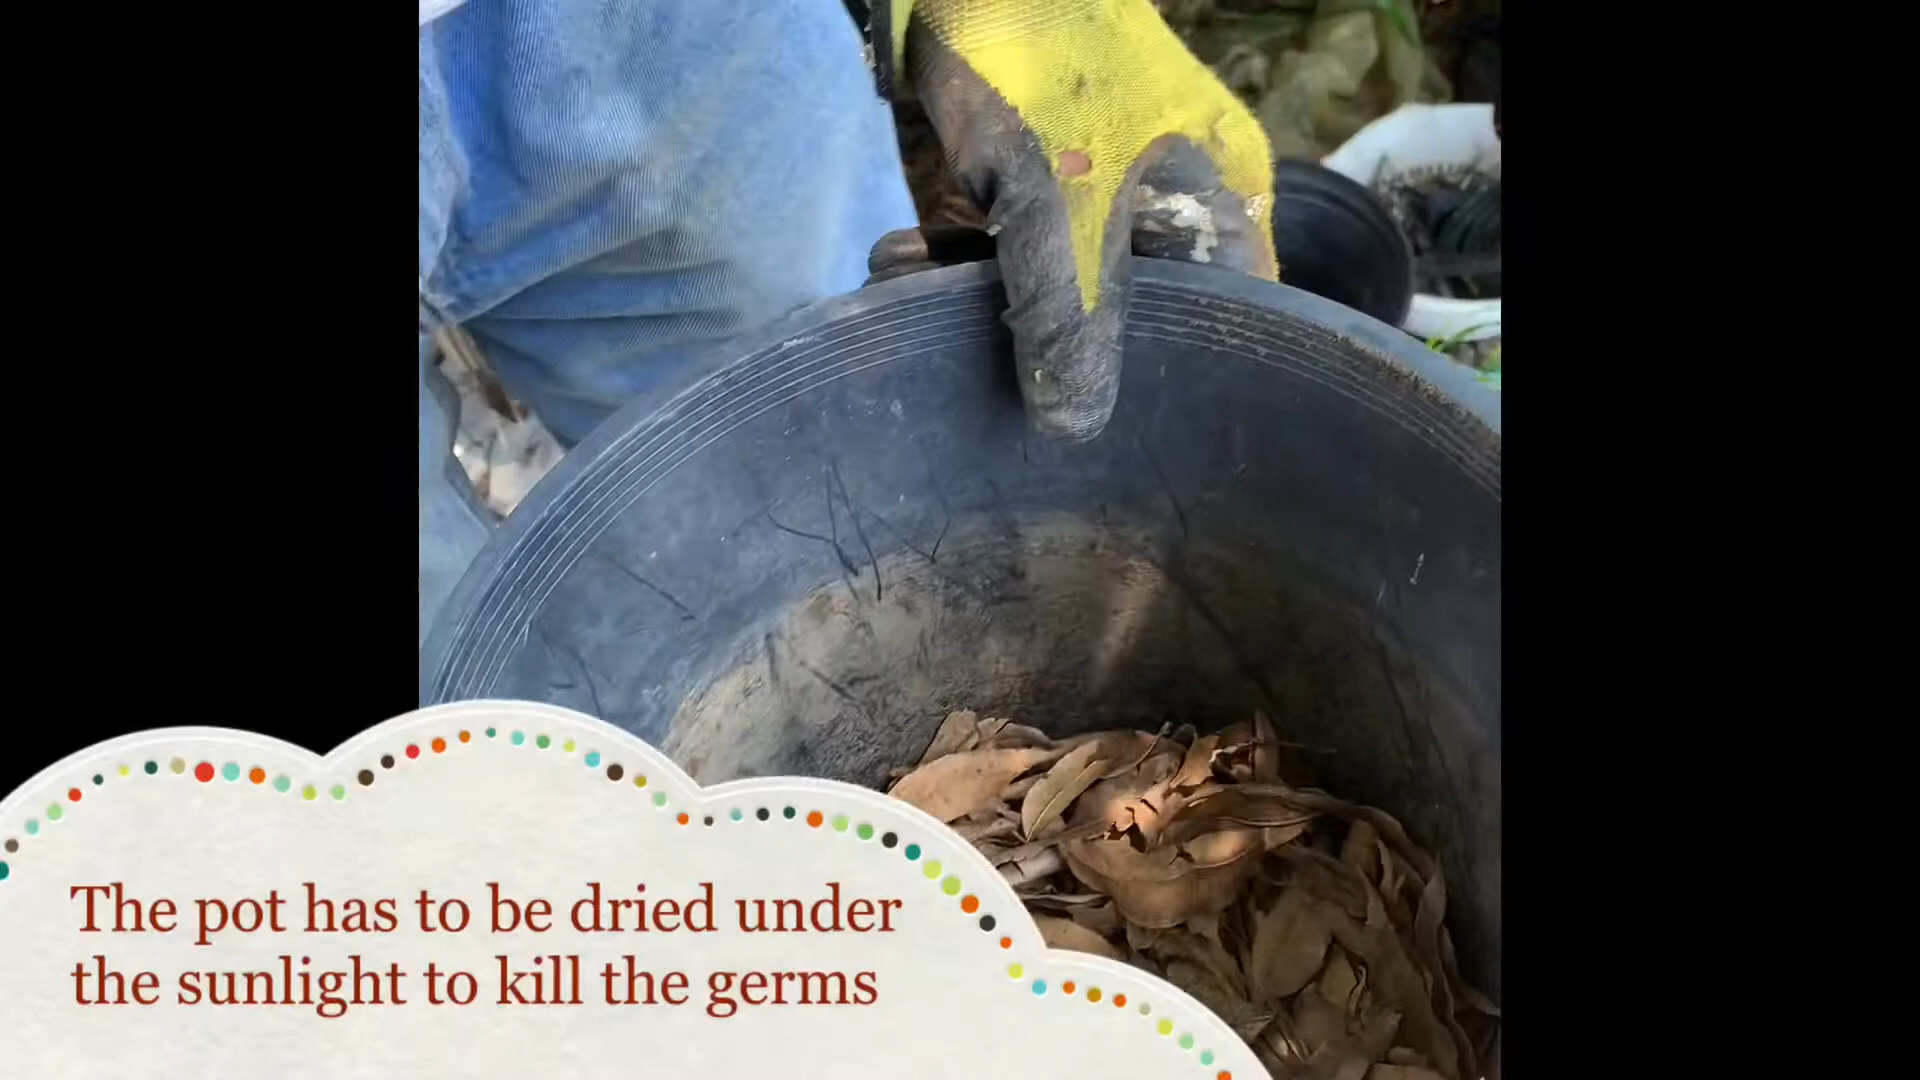 The pot has to be dried under
the sunlight to kill the germs